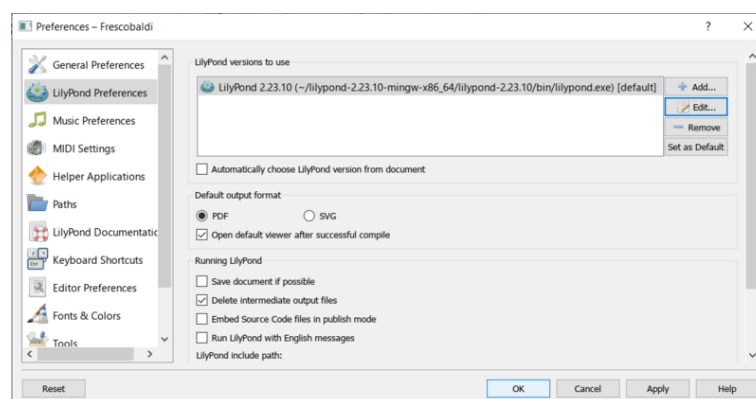 Preferences – Frescobaldi
?
General Preferences
LilyPond Preferences
Music Preferences
MIDI Settings
Helper Applications
Paths
LilyPond Documentatic
Keyboard Shortcuts
Editor Preferences
Fonts & Colors
Tools
LilyPond versions to use
LilyPond 2.23.10 (~/lilypond-2.23.10-mingw-x86_64/lilypond-2.23.10/bin/lilypond.exe) [default]
Add...
Edit...
Remove
Set as Default
Automatically choose LilyPond version from document
Default output format
PDF SVG
Open default viewer after successful compile
Running LilyPond
Save document if possible
Delete intermediate output files
Embed Source Code files in publish mode
Run LilyPond with English messages
LilyPond include path:
Reset OK Cancel Apply Help